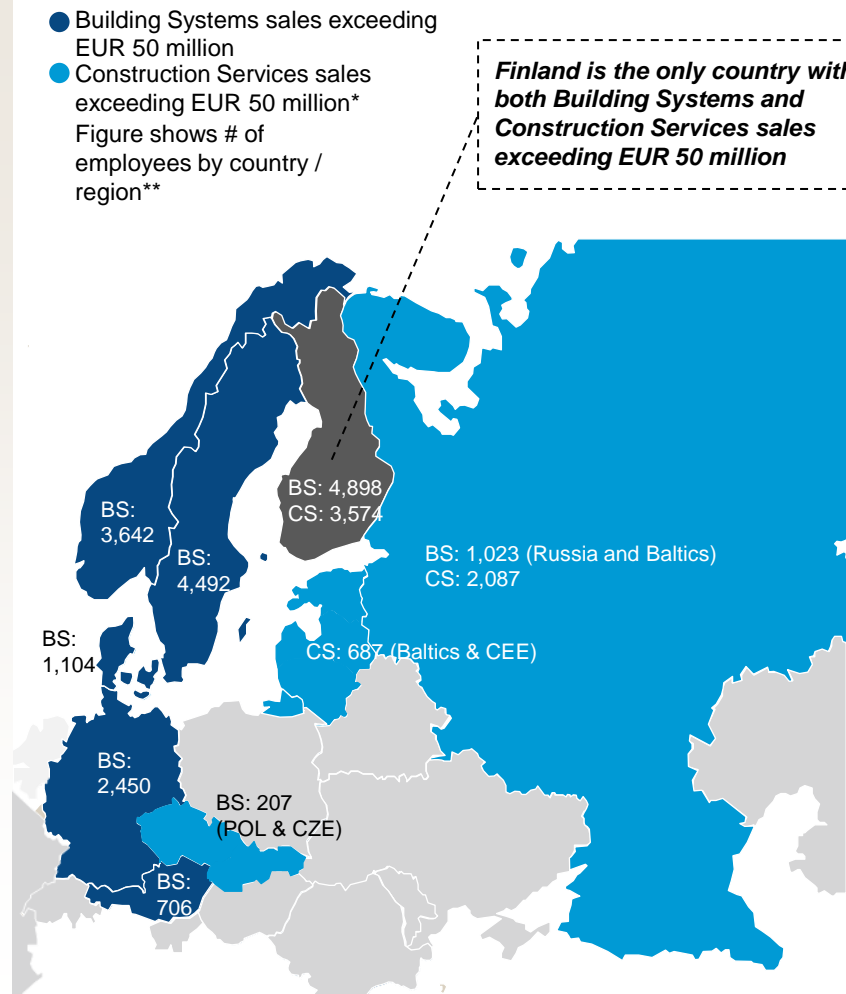 Building Systems sales exceeding
EUR 50 million
Construction Services sales
exceeding EUR 50 million*
Figure shows # of
employees by country /
region**
Finland is the only country with
both Building Systems and
Construction Services sales
exceeding EUR 50 million
BS: 4,898
CS: 3,574
BS:
3,642
BS:
4,492
BS: 1,023 (Russia and Baltics)
CS: 2,087
BS:
1,104
CS: 687 (Baltics & CEE)
BS:
2,450
BS: 207
(POL & CZE)
BS:
706